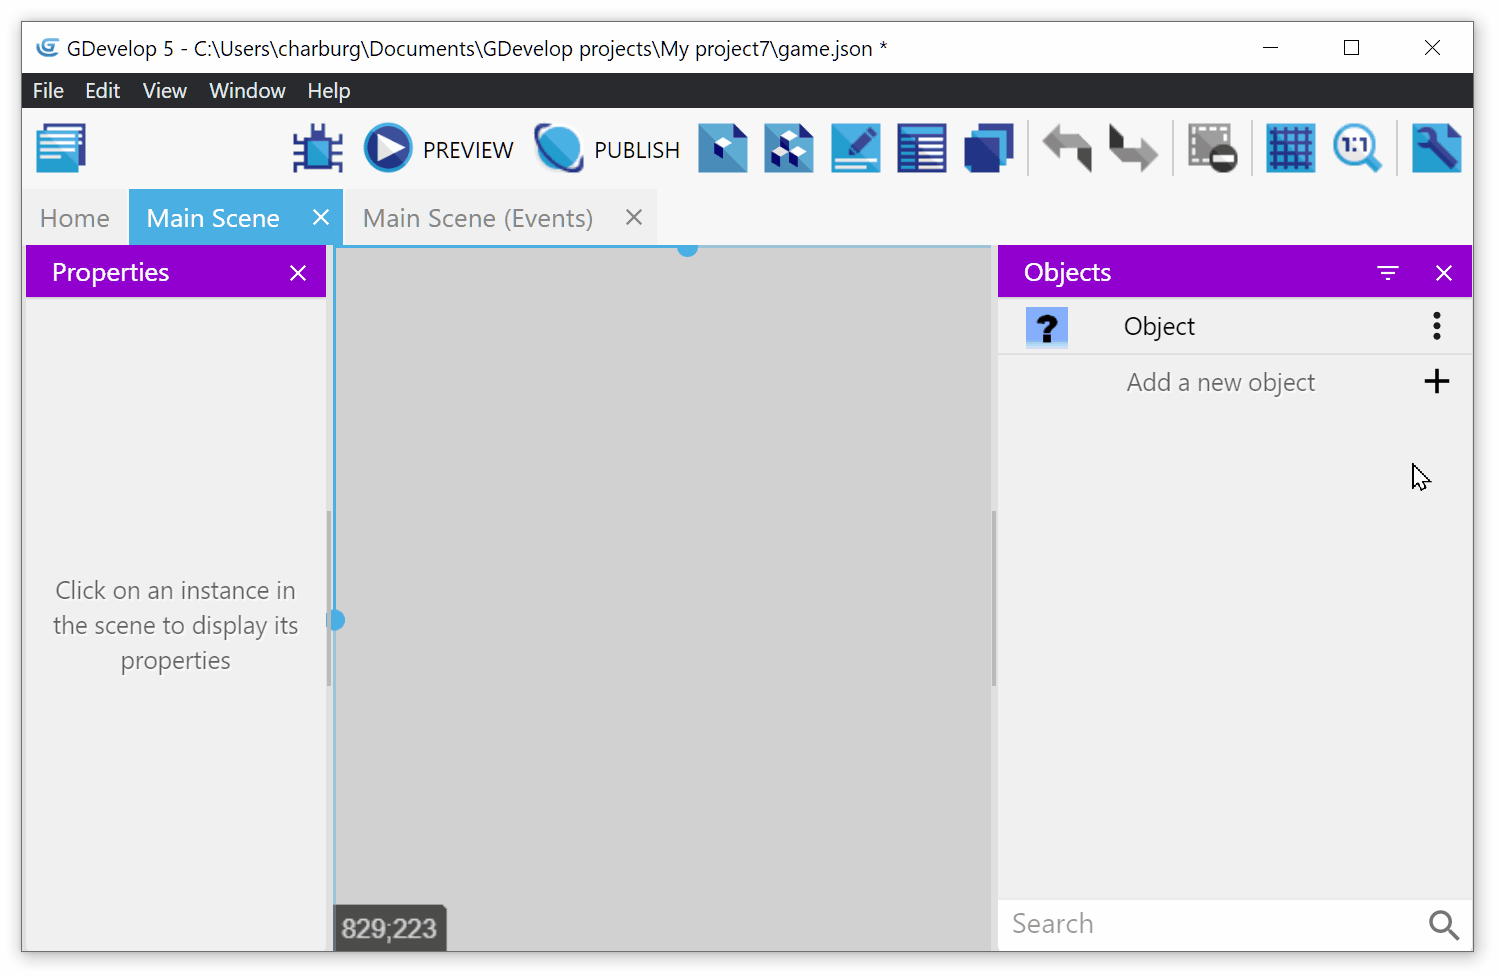 GDevelop 5 - C:\Users\charburg\Documents\GDevelop projects\My project7\game.json *
File Edit View Window Help
PREVIEW PUBLISH 1:1
Home Main Scene Main Scene (Events)
Properties
Objects
?
Object
Add a new object
Click on an instance in
the scene to display its
properties
829;223
Search